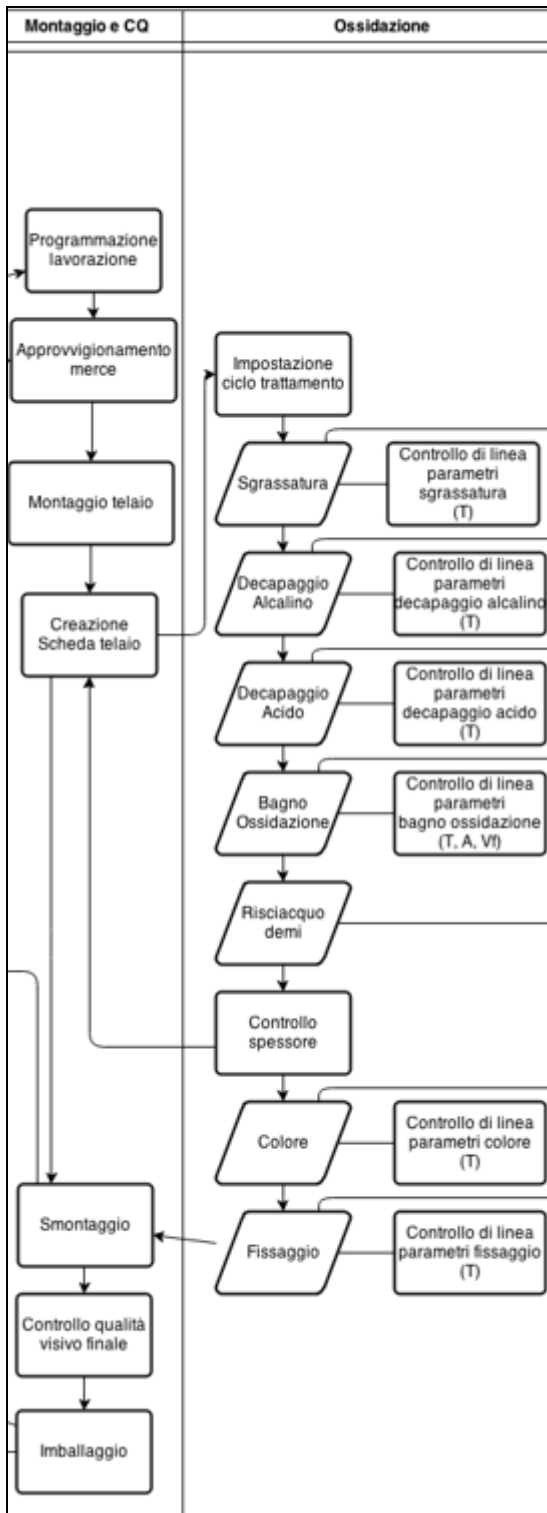 Montaggio e CQ
Ossidazione
Programmazione
lavorazione
Approvvigionamento
merce
Montaggio telaio
Creazione
Scheda telaio
Impostazione
ciclo trattamento
Sgrassatura
Controllo di linea
parametri
sgrassatura
(T)
Decapaggio
Alcalino
Controllo di linea
parametri
decapaggio alcalino
(T)
Decapaggio
Acido
Controllo di linea
parametri
decapaggio acido
(T)
Bagno
Ossidazione
Controllo di linea
parametri
bagno ossidazione
(T, A, Vf)
Risciacquo
demi
Controllo
spessore
Colore
Controllo di linea
parametri colore
(T)
Fissaggio
Controllo di linea
parametri fissaggio
(T)
Smontaggio
Controllo qualità
visivo finale
Imballaggio